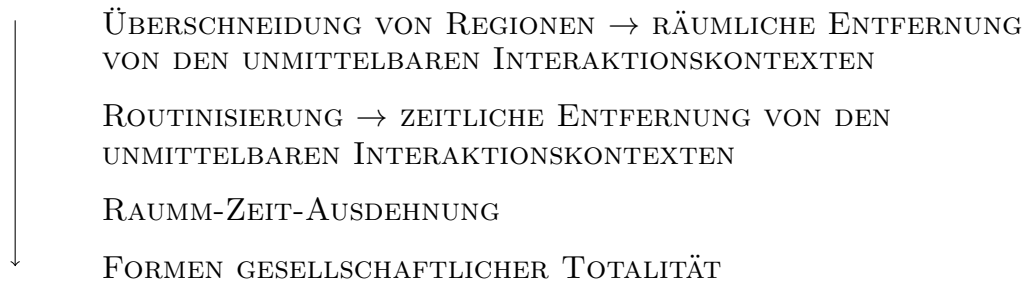 Überschneidung von Regionen → räumliche Entfernung
von den unmittelbaren Interaktionskontexten
Routinisierung → zeitliche Entfernung von den
unmittelbaren Interaktionskontexten
Raumm-Zeit-Ausdehnung
Formen gesellschaftlicher Totalität